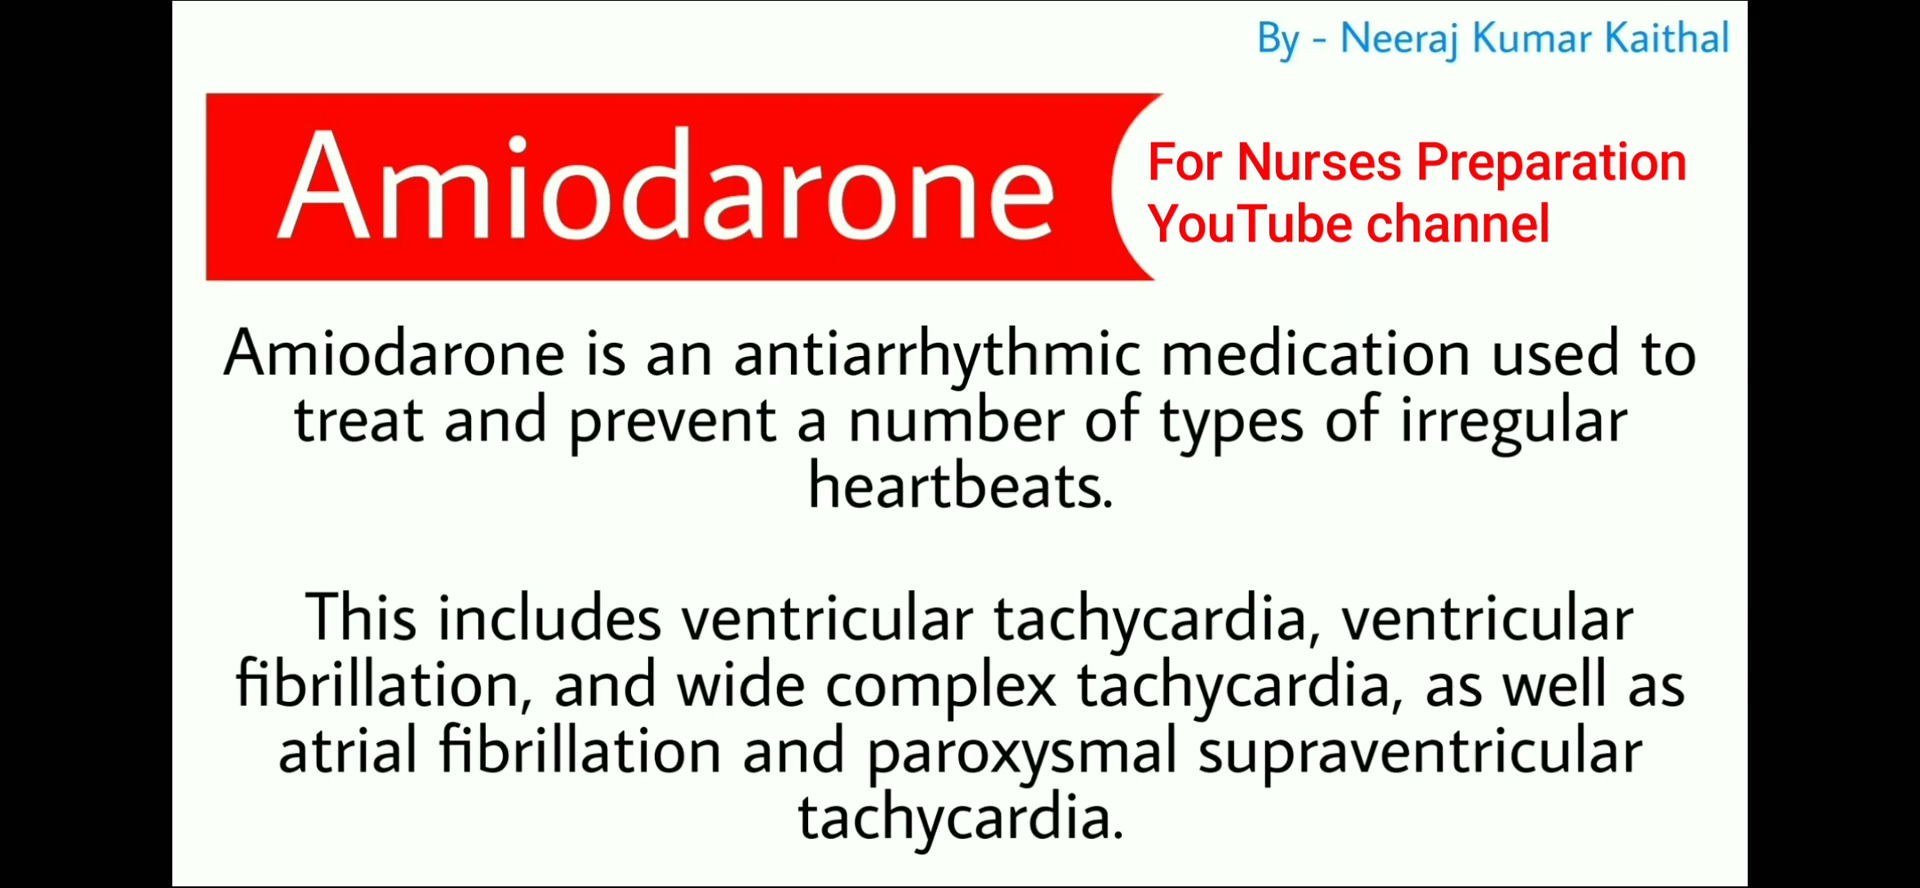 By - Neeraj Kumar Kaithal
Amiodarone
For Nurses Preparation
YouTube channel
Amiodarone is an antiarrhythmic medication used to
treat and prevent a number of types of irregular
heartbeats.
This includes ventricular tachycardia, ventricular
fibrillation, and wide complex tachycardia, as well as
atrial fibrillation and paroxysmal supraventricular
tachycardia.